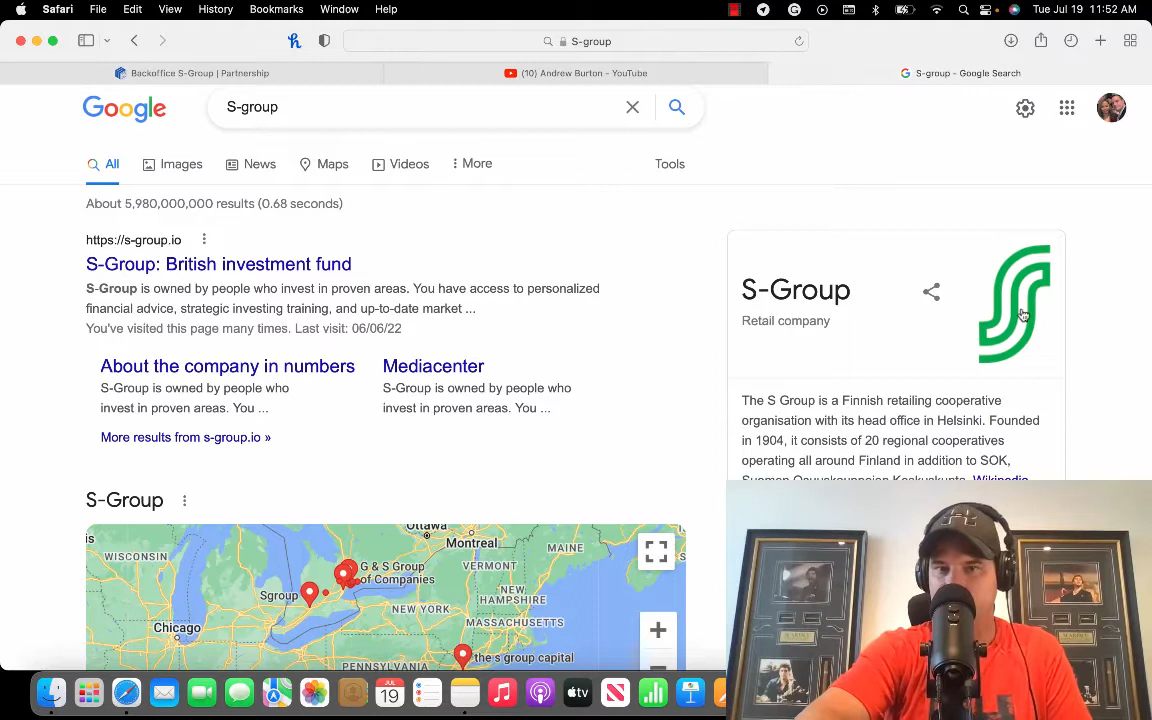 Safari File Edit View History Bookmarks Window Help Tue Jul 19 11:52 AM
S-group
Backoffice S-Group | Partnership
(10) Andrew Burton - YouTube
S-group - Google Search
Google
S-group
All Images News Maps Videos More Tools
About 5,980,000,000 results (0.68 seconds)
https://s-group.io
S-Group: British investment fund
S-Group is owned by people who invest in proven areas. You have access to personalized
financial advice, strategic investing training, and up-to-date market ...
You've visited this page many times. Last visit: 06/06/22
About the company in numbers
S-Group is owned by people who
invest in proven areas. You ...
Mediacenter
S-Group is owned by people who
invest in proven areas. You ...
More results from s-group.io »
S-Group
Retail company
The S Group is a Finnish retailing cooperative
organisation with its head office in Helsinki. Founded
in 1904, it consists of 20 regional cooperatives
operating all around Finland in addition to SOK,
Suomen Osuuskauppojen Keskuskunta. Wikipedia
S-Group
is
WISCONSIN
Ottawa
Montreal
MAINE
VERMONT
G & S Group
of Companies
Sgroup
NEW
HAMPSHIRE
NEW YORK
MASSACHUSETTS
Chicago
the s group capital
PENNSYLVANIA
JUL
19
tv